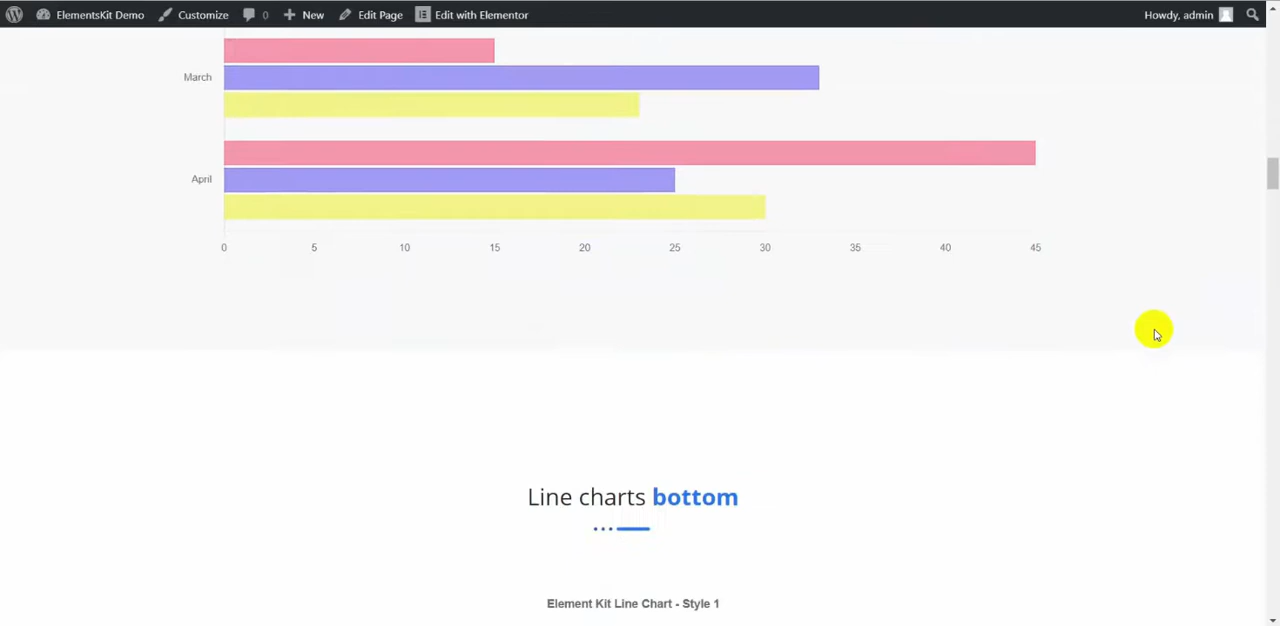 ElementsKit Demo Customize 0 New Edit Page Edit with Elementor Howdy, admin
March
April
0 5 10 15 20 25 30 35 40 45
Line charts bottom
Element Kit Line Chart - Style 1